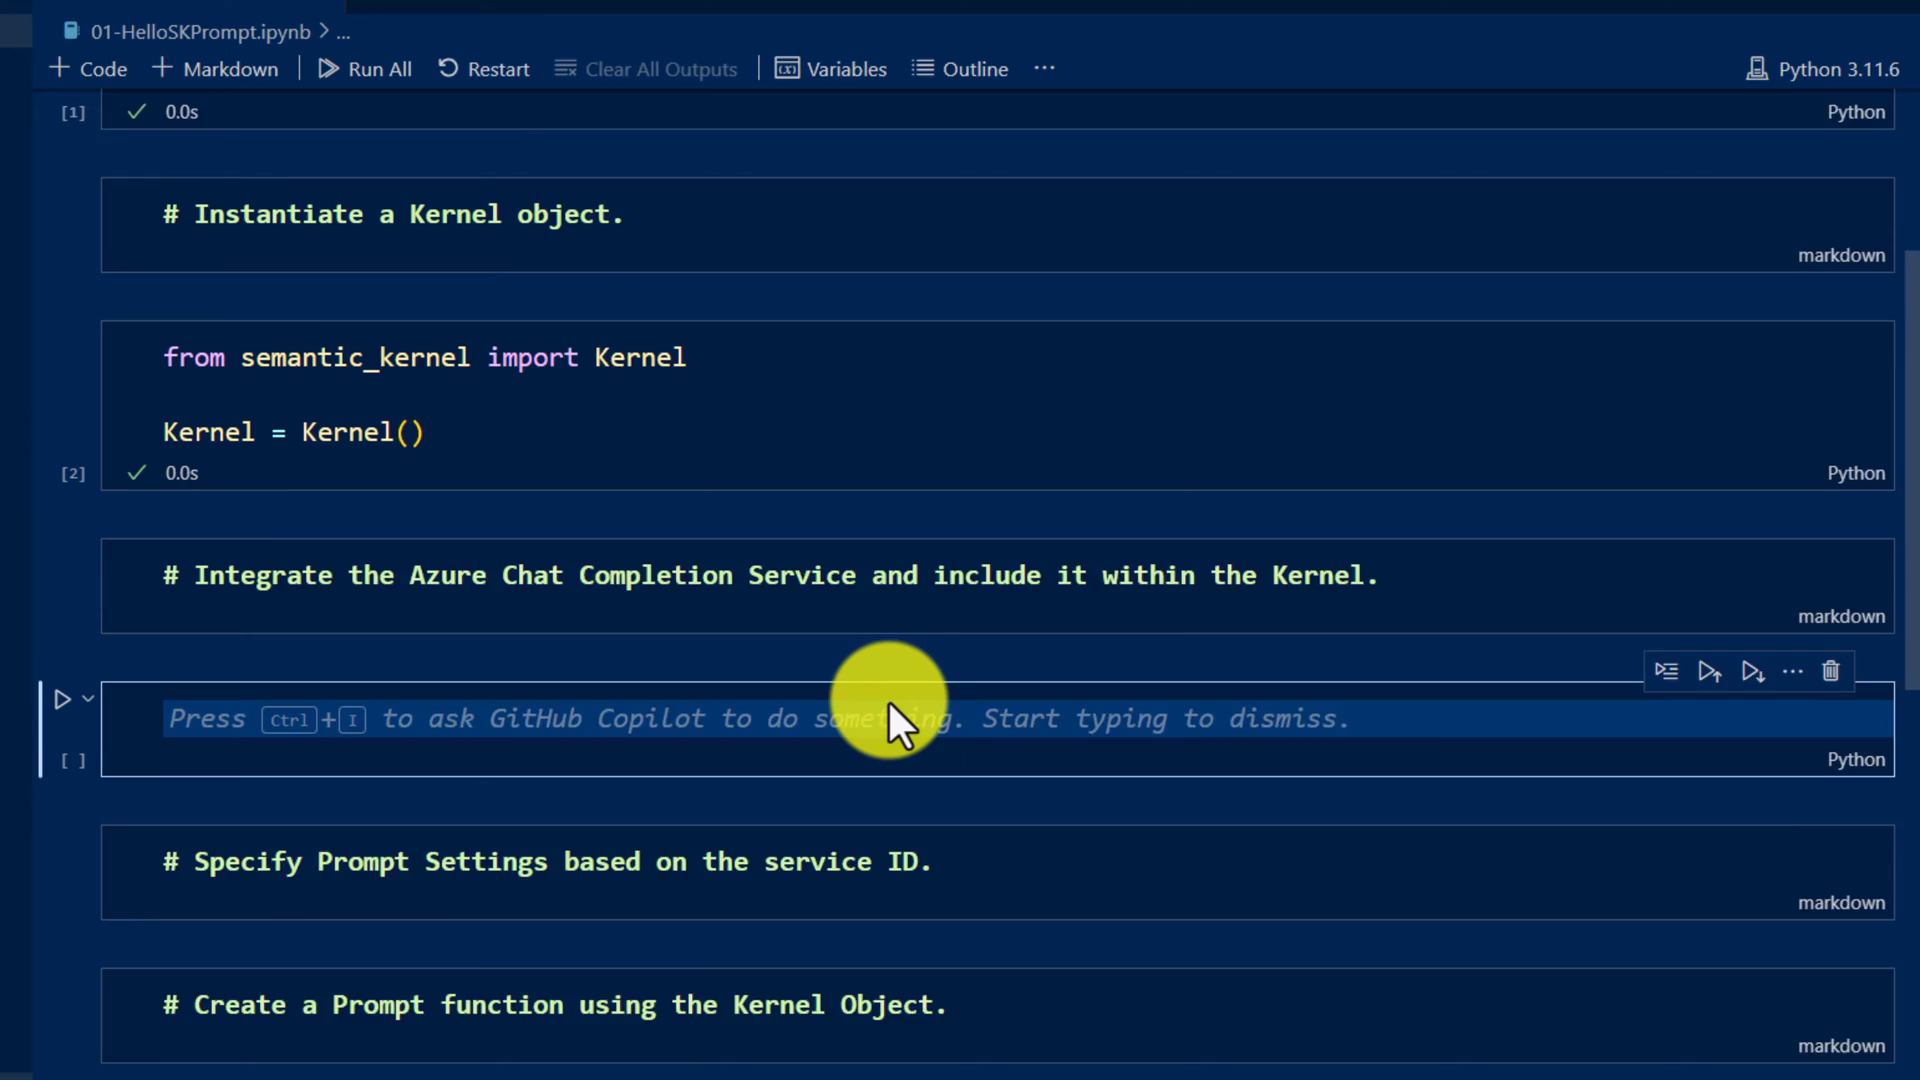 01-HelloSKPrompt.ipynb > ...
+ Code + Markdown Run All Restart Clear All Outputs Variables Outline ... Python 3.11.6
[1] 0.0s Python
# Instantiate a Kernel object.
markdown
from semantic_kernel import Kernel
Kernel = Kernel()
[2] 0.0s Python
# Integrate the Azure Chat Completion Service and include it within the Kernel.
markdown
Press Ctrl+I to ask GitHub Copilot to do something. Start typing to dismiss.
[ ] Python
# Specify Prompt Settings based on the service ID.
markdown
# Create a Prompt function using the Kernel Object.
markdown